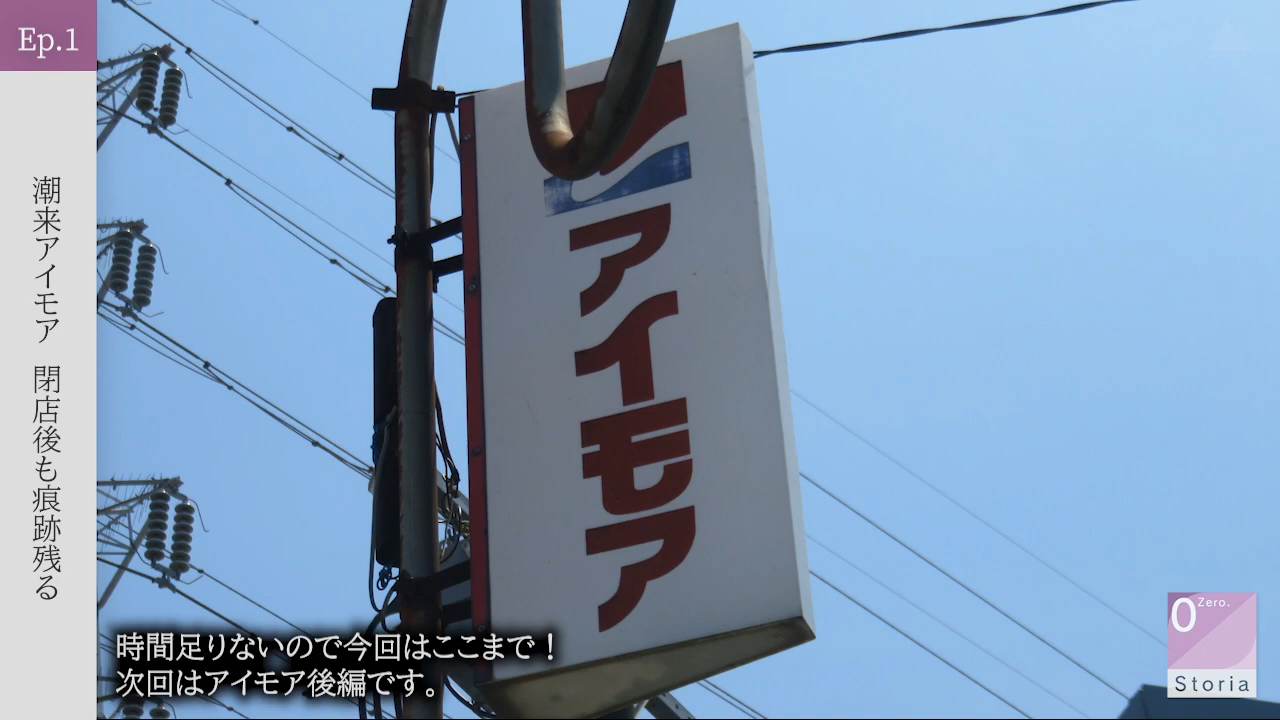 Ep.1
潮来アイモア 閉店後も痕跡残る
アイモア
時間足りないので今回はここまで！
次回はアイモア後編です。
0 Zero.
Storia